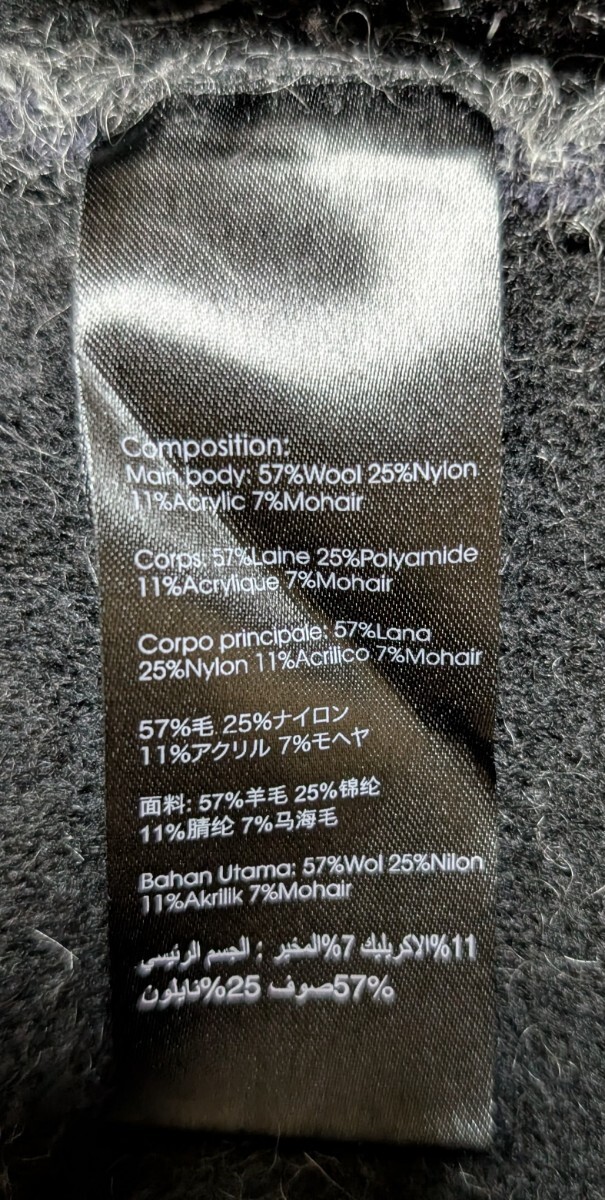 Composition:
Main body: 57%Wool 25%Nylon
11%Acrylic 7%Mohair
Corps: 57%Laine 25%Polyamide
11%Acrylique 7%Mohair
Corpo principale: 57%Lana
25%Nylon 11%Acrilico 7%Mohair
57%毛 25%ナイロン
11%アクリル 7%モヘヤ
面料: 57%羊毛 25%锦纶
11%腈纶 7%马海毛
Bahan Utama: 57%Wol 25%Nilon
11%Akrilik 7%Mohair
11%الاكريليك 7%المخير : الجسم الرئيسي
57%صوف 25%نايلون